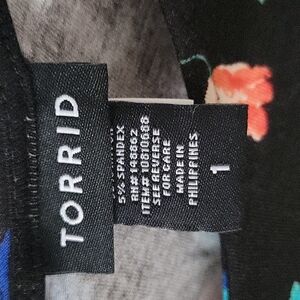 TORRID
5% SPANDEX
RN# 148862
ITEM# 10810688
SEE REVERSE
FOR CARE
MADE IN
PHILIPPINES
1